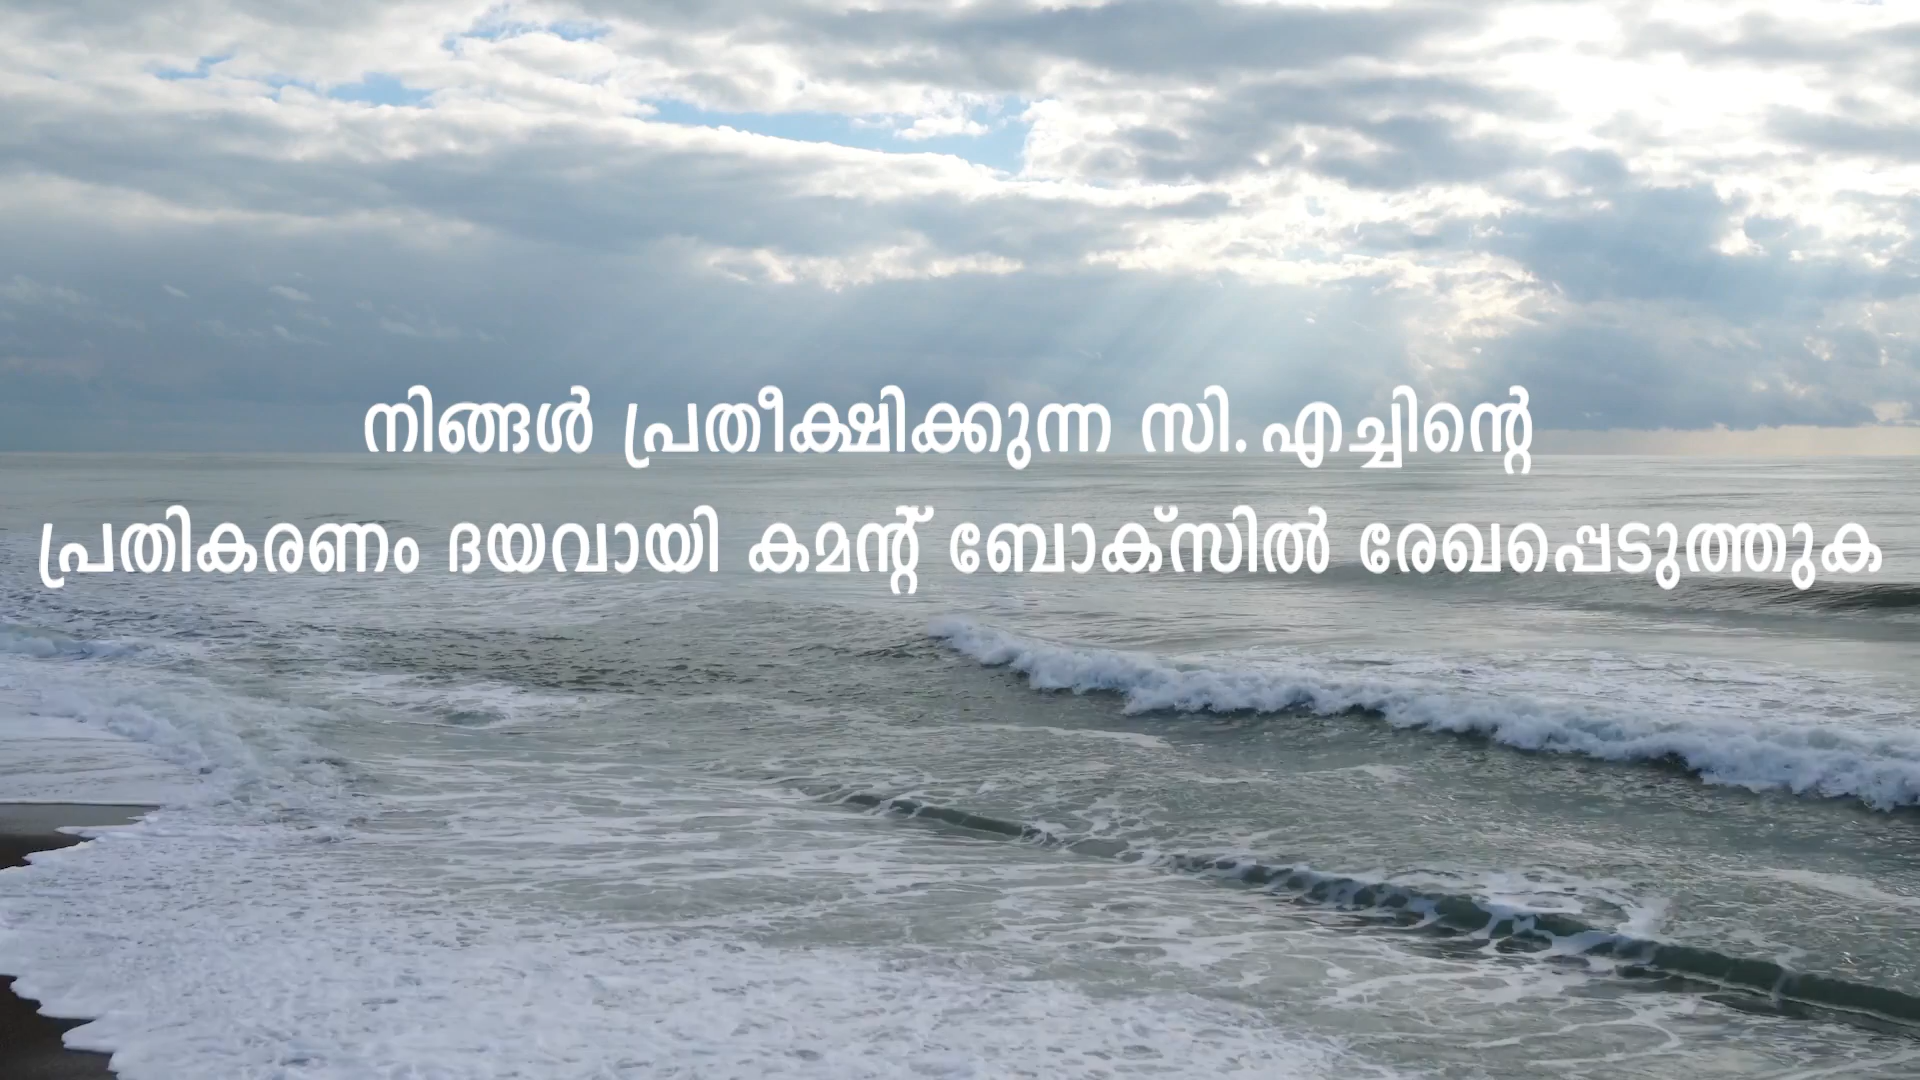 നിങ്ങൾ പ്രതീക്ഷിക്കുന്ന സി. എച്ചിന്റെ
പ്രതികരണം ദയവായി കമന്റ് ബോക്സിൽ രേഖപ്പെടുത്തുക